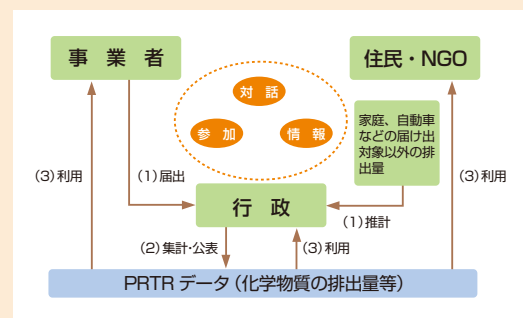 事業者
住民・NGO
対話
参加
情報
家庭、自動車
などの届け出
対象以外の排
出量
(3)利用
(1)届出
(3)利用
行政
(1)推計
(2)集計・公表
(3)利用
PRTR データ(化学物質の排出量等)